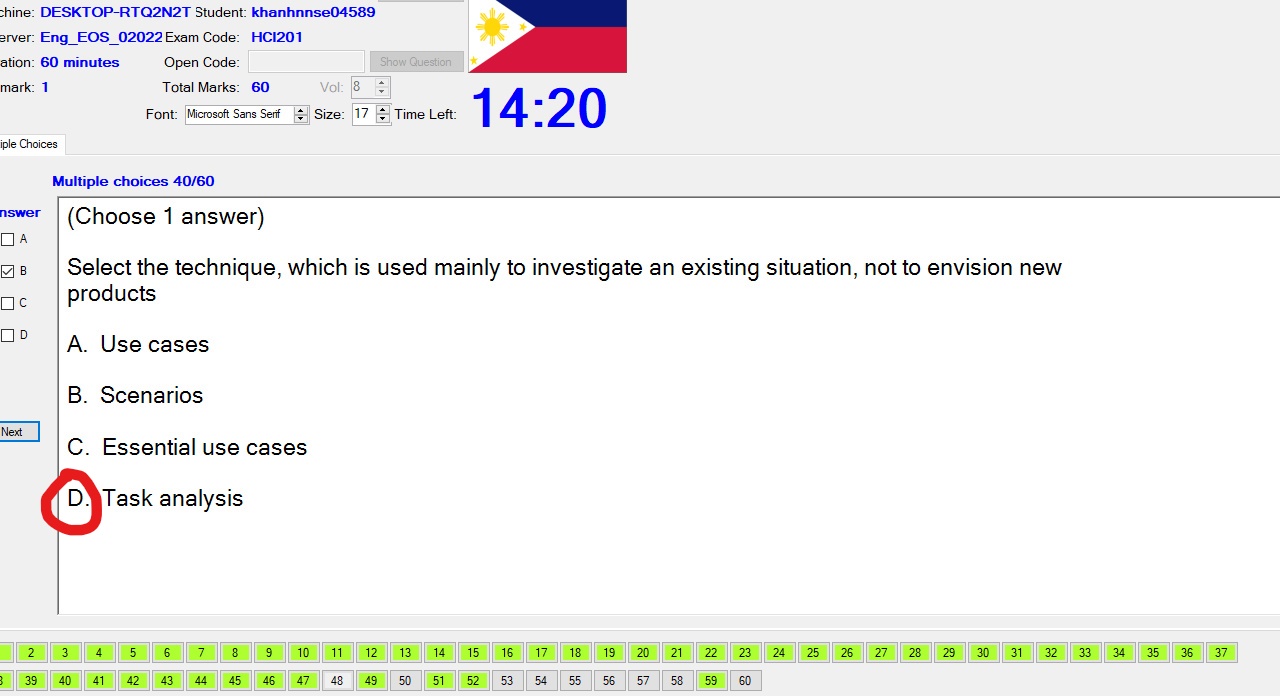 chine: DESKTOP-RTQ2N2T Student: khanhnnse04589
erver: Eng_EOS_02022 Exam Code: HCI201
ation: 60 minutes Open Code: Show Question
mark: 1 Total Marks: 60 Vol: 8
Font: Microsoft Sans Serif Size: 17 Time Left: 14:20
iple Choices
Multiple choices 40/60
nswer
A
B
C
D
Next
(Choose 1 answer)
Select the technique, which is used mainly to investigate an existing situation, not to envision new
products
A. Use cases
B. Scenarios
C. Essential use cases
D. Task analysis
2 3 4 5 6 7 8 9 10 11 12 13 14 15 16 17 18 19 20 21 22 23 24 25 26 27 28 29 30 31 32 33 34 35 36 37
39 40 41 42 43 44 45 46 47 48 49 50 51 52 53 54 55 56 57 58 59 60